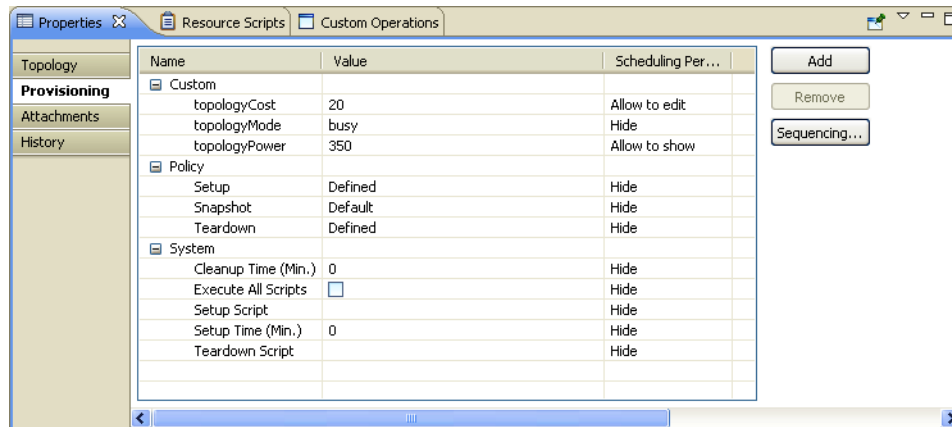 Properties Resource Scripts Custom Operations
Topology
Provisioning
Attachments
History
Name Value Scheduling Per...
Custom
topologyCost 20 Allow to edit
topologyMode busy Hide
topologyPower 350 Allow to show
Policy
Setup Defined Hide
Snapshot Default Hide
Teardown Defined Hide
System
Cleanup Time (Min.) 0 Hide
Execute All Scripts Hide
Setup Script Hide
Setup Time (Min.) 0 Hide
Teardown Script Hide
Add
Remove
Sequencing...